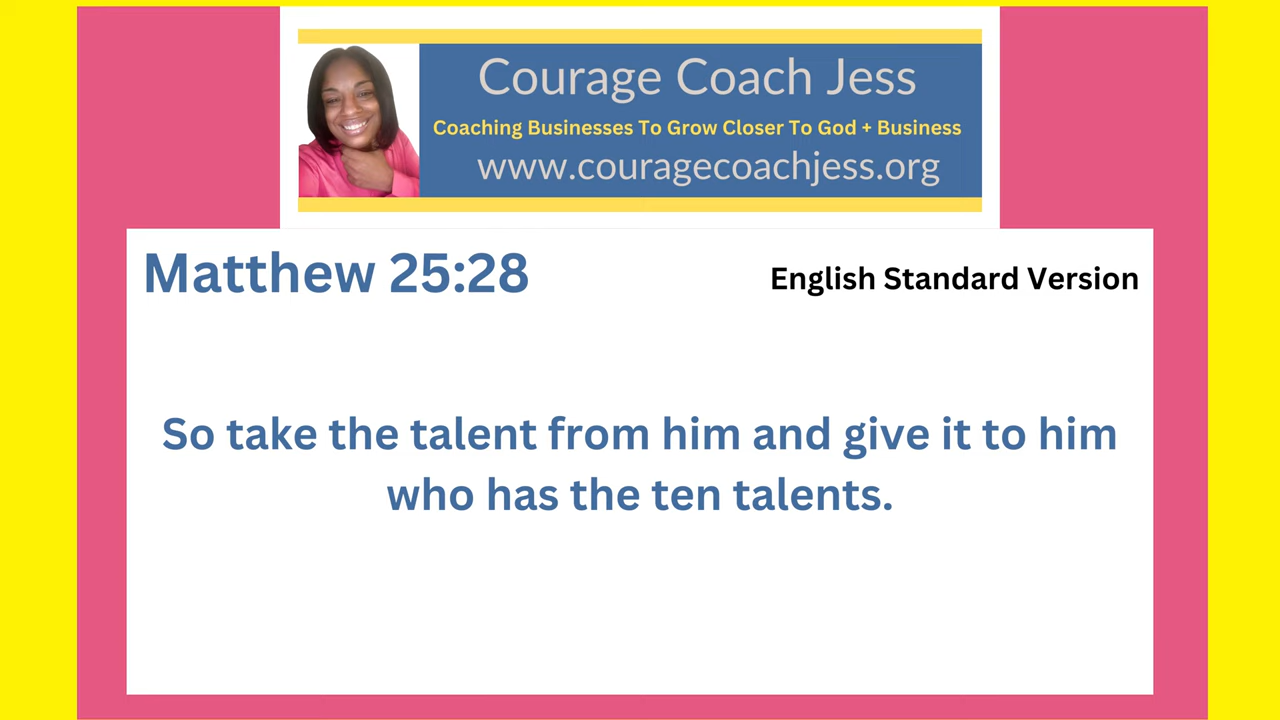 Courage Coach Jess
Coaching Businesses To Grow Closer To God + Business
www.couragecoachjess.org
Matthew 25:28
English Standard Version
So take the talent from him and give it to him
who has the ten talents.